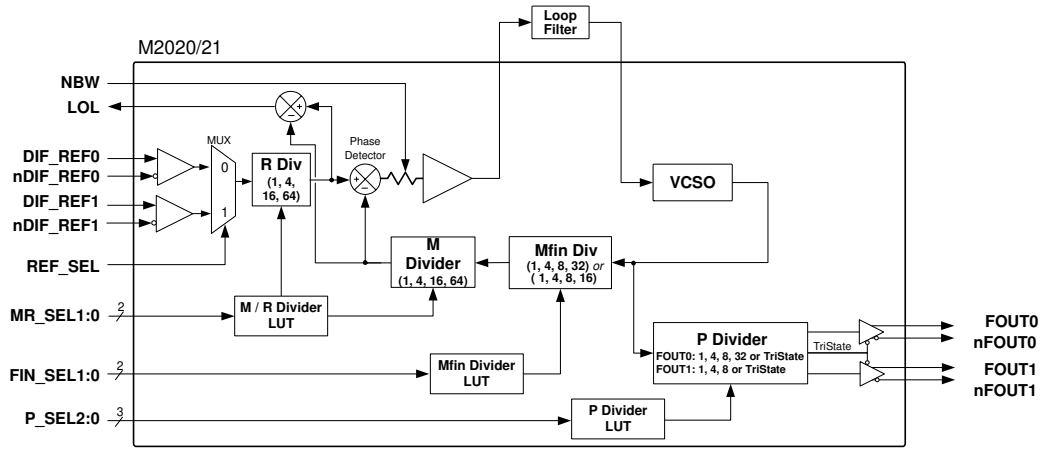 Loop
Filter
M2020/21
NBW
LOL
MUX
Phase
Detector
+
−
+
−
DIF_REF0
nDIF_REF0
DIF_REF1
nDIF_REF1
0
1
R Div
(1, 4,
16, 64)
VCSO
REF_SEL
M
Divider
(1, 4, 16, 64)
Mfin Div
(1, 4, 8, 32) or
( 1, 4, 8, 16)
MR_SEL1:0
2
M / R Divider
LUT
P Divider
FOUT0: 1, 4, 8, 32 or TriState
FOUT1: 1, 4, 8 or TriState
TriState
FOUT0
nFOUT0
FOUT1
nFOUT1
FIN_SEL1:0
2
Mfin Divider
LUT
P_SEL2:0
3
P Divider
LUT